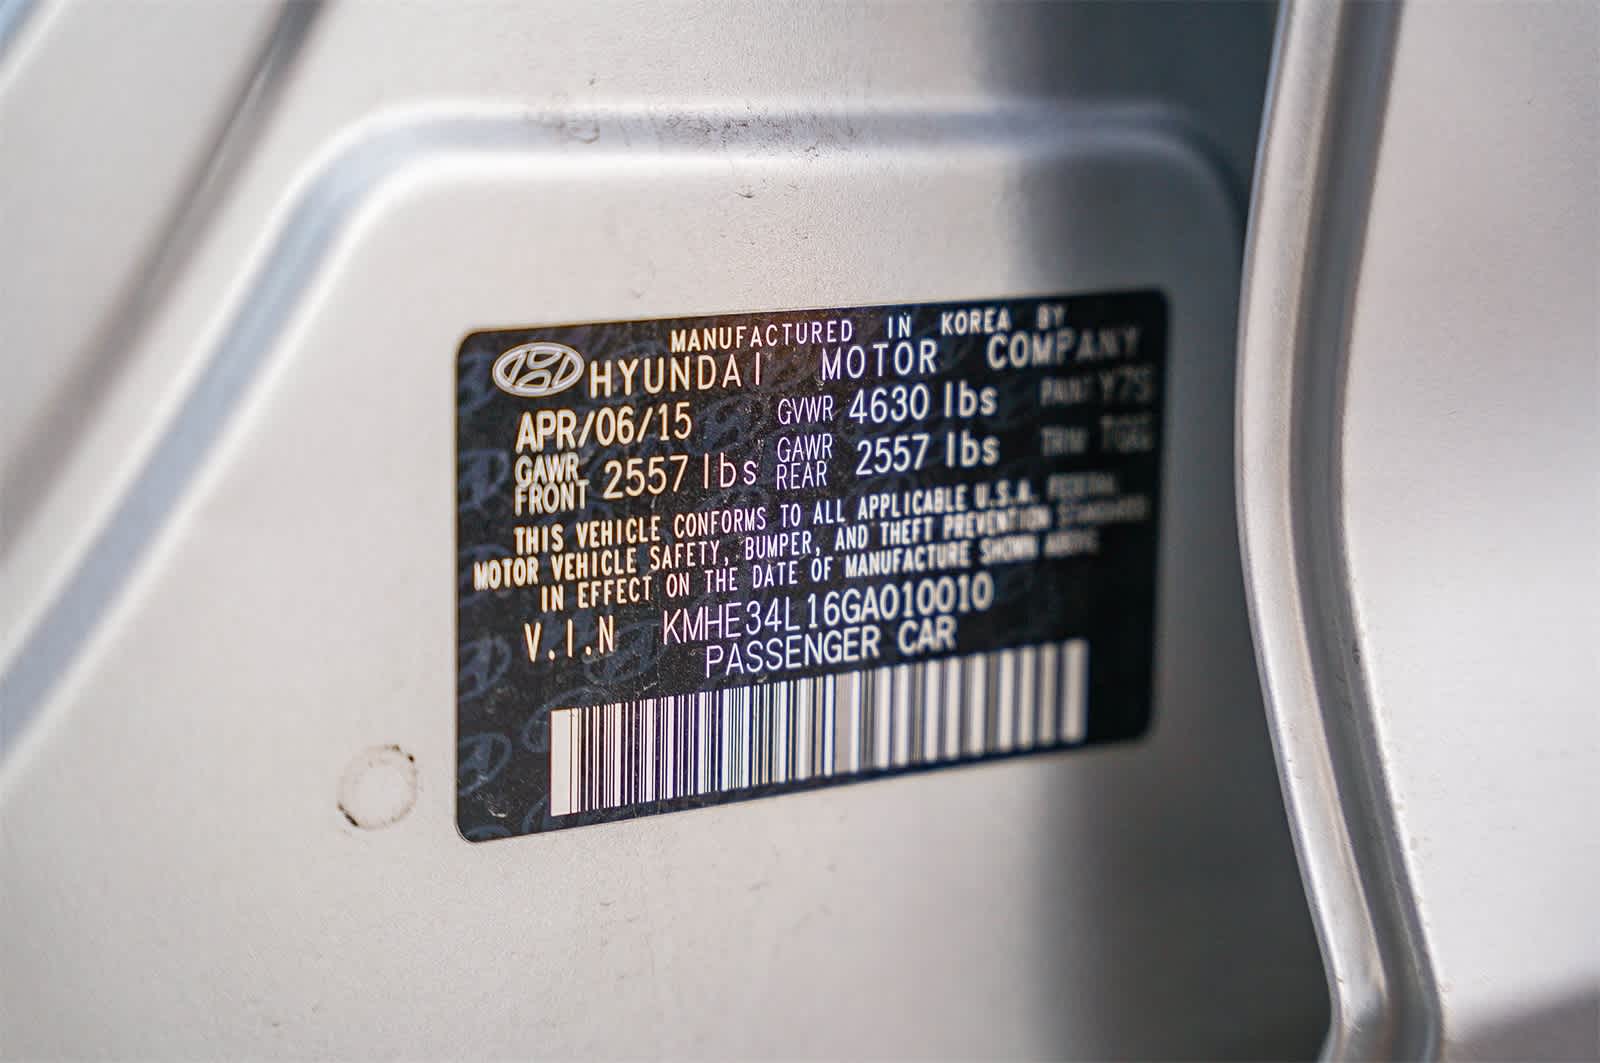 MANUFACTURED IN KOREA BY
HYUNDAI MOTOR COMPANY
APR/06/15 GVWR 4630 lbs PAINT Y7S
GAWR FRONT 2557 lbs GAWR REAR 2557 lbs TRIM
THIS VEHICLE CONFORMS TO ALL APPLICABLE U.S.A. FEDERAL
MOTOR VEHICLE SAFETY, BUMPER, AND THEFT PREVENTION STANDARDS
IN EFFECT ON THE DATE OF MANUFACTURE SHOWN ABOVE
V.I.N KMHE34L16GA010010
PASSENGER CAR